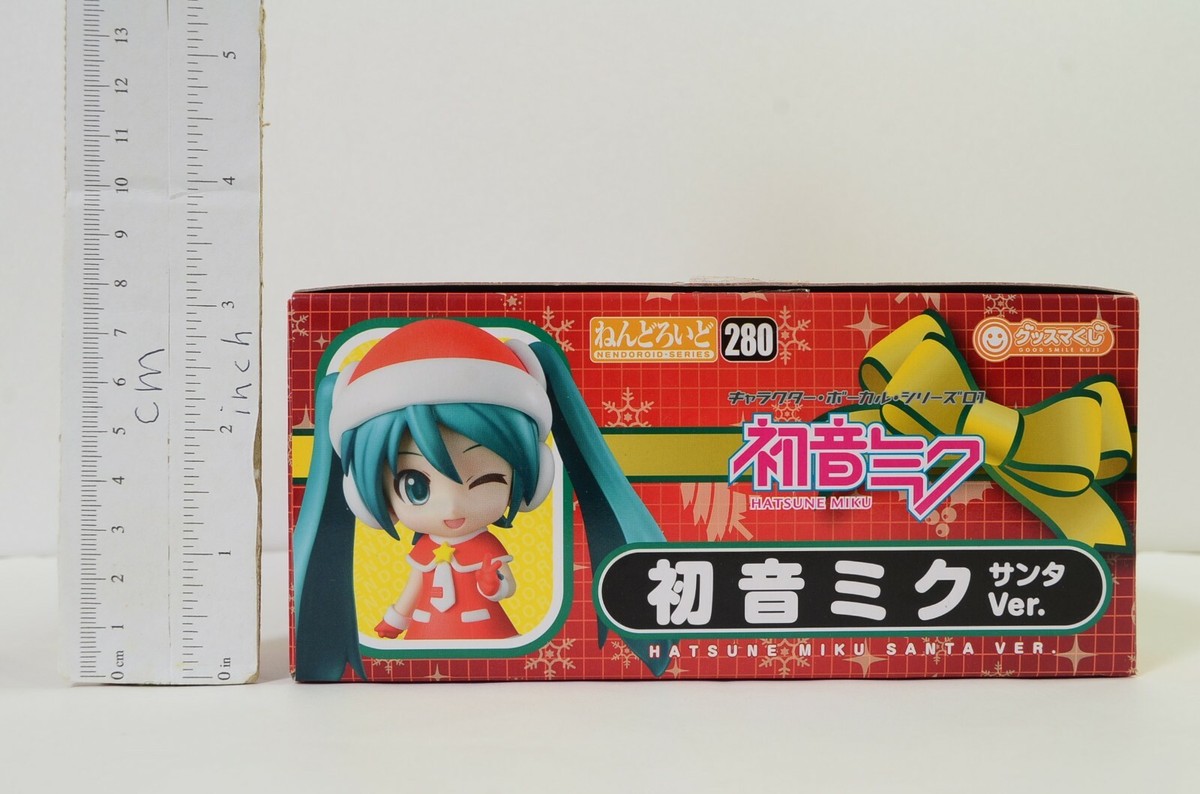 13
12
11
10
9
8
7
6
5
4
3
2
1
0 cm
cm
5
4
3
2
1
0 in
inch
ねんどろいど 280
NENDOROID・SERIES
グッスマくじ
GOOD SMILE KUJI
キャラクター・ボーカル・シリーズ01
初音ミク
HATSUNE MIKU
初音ミク サンタ Ver.
HATSUNE MIKU SANTA VER.